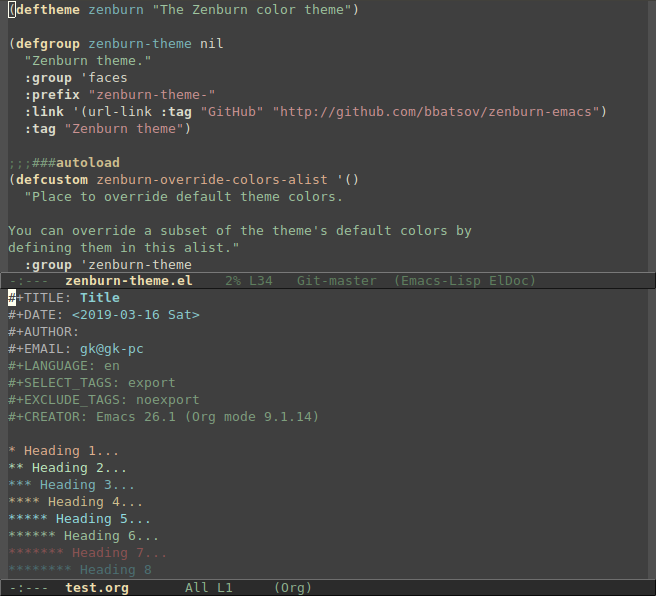 (deftheme zenburn "The Zenburn color theme")

(defgroup zenburn-theme nil
  "Zenburn theme."
  :group 'faces
  :prefix "zenburn-theme-"
  :link '(url-link :tag "GitHub" "http://github.com/bbatsov/zenburn-emacs")
  :tag "Zenburn theme")

;;;###autoload
(defcustom zenburn-override-colors-alist '()
  "Place to override default theme colors.

You can override a subset of the theme's default colors by
defining them in this alist."
  :group 'zenburn-theme
-:---  zenburn-theme.el    2% L34   Git-master  (Emacs-Lisp ElDoc)
#+TITLE: Title
#+DATE: <2019-03-16 Sat>
#+AUTHOR:
#+EMAIL: gk@gk-pc
#+LANGUAGE: en
#+SELECT_TAGS: export
#+EXCLUDE_TAGS: noexport
#+CREATOR: Emacs 26.1 (Org mode 9.1.14)

* Heading 1...
** Heading 2...
*** Heading 3...
**** Heading 4...
***** Heading 5...
****** Heading 6...
******* Heading 7...
******** Heading 8
-:---  test.org       All L1     (Org)